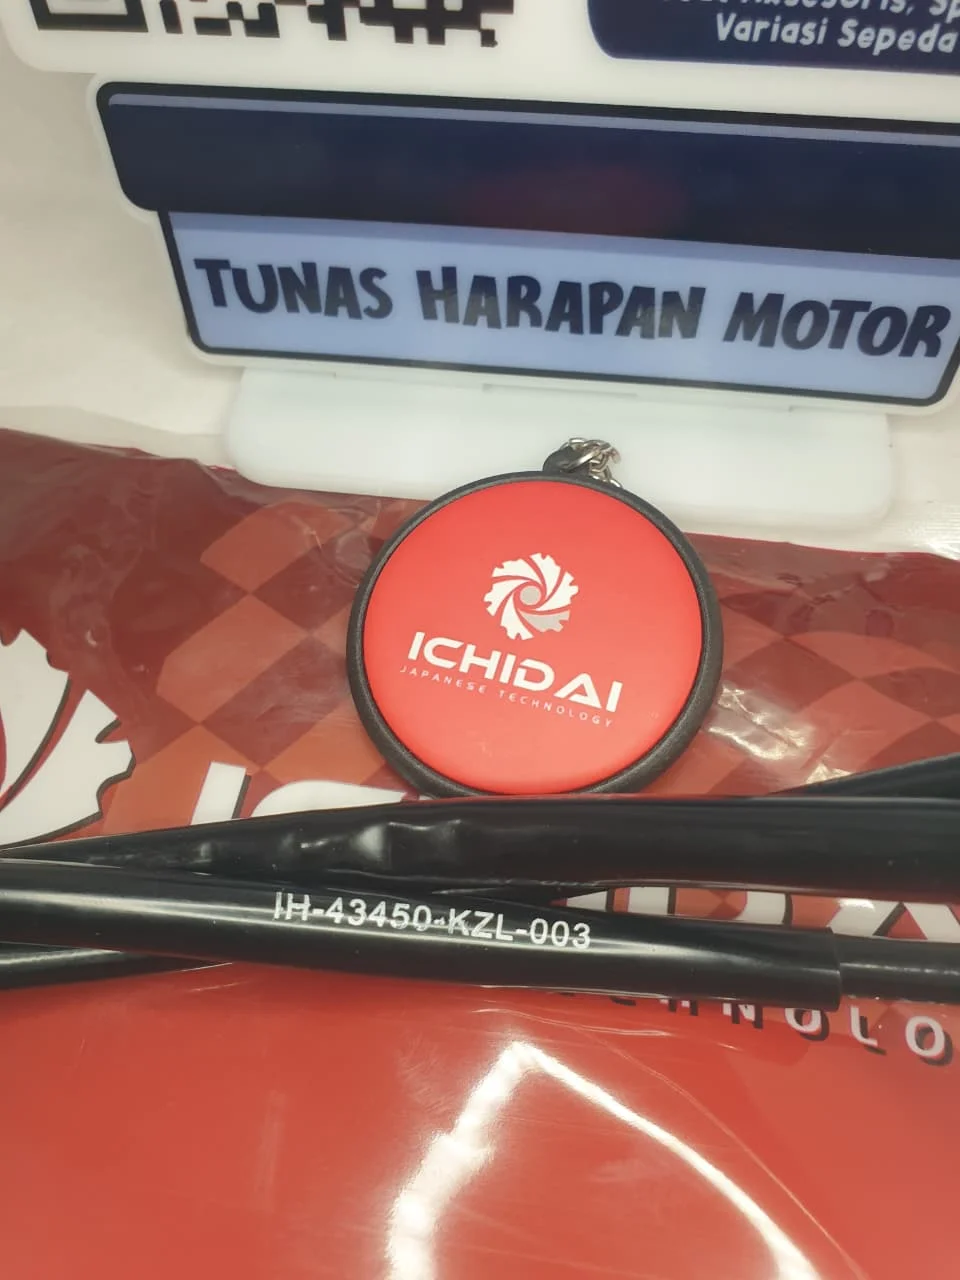 Variasi Sepeda
TUNAS HARAPAN MOTOR
ICHIDAI
JAPANESE TECHNOLOGY
IH-43450-KZL-003